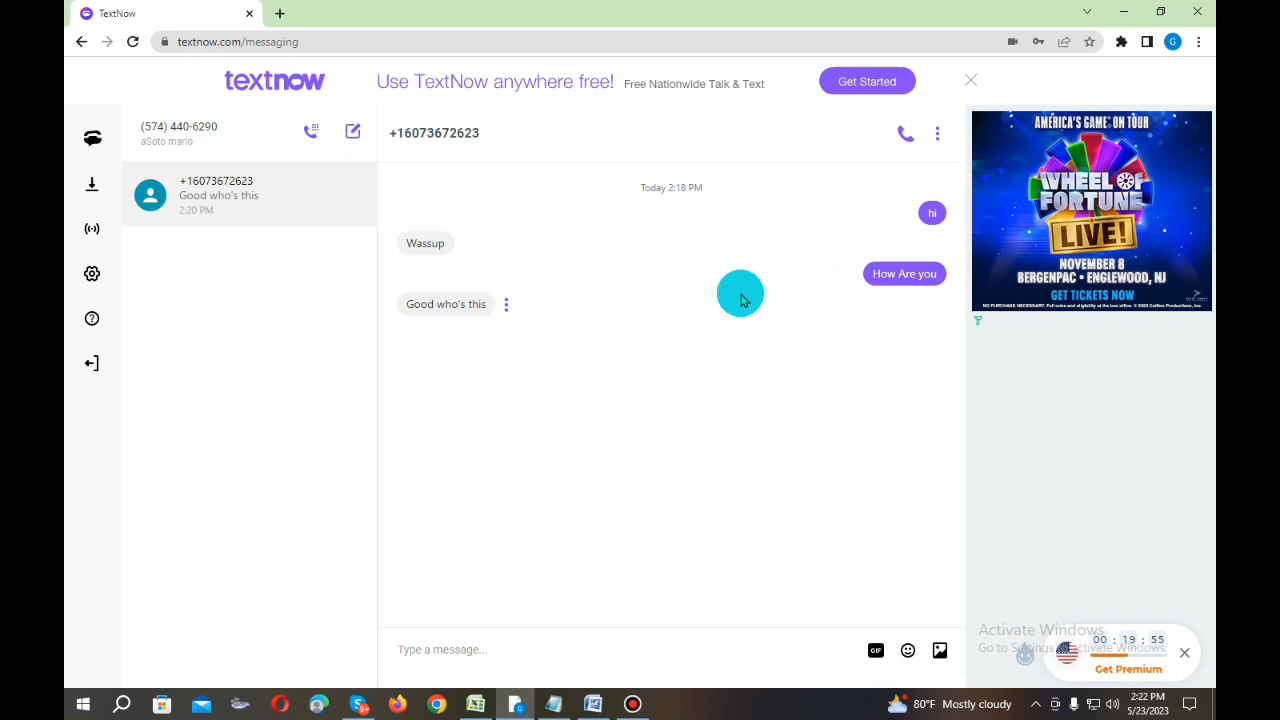 TextNow
textnow.com/messaging
G
textnow
Use TextNow anywhere free! Free Nationwide Talk & Text
Get Started
(574) 440-6290
aSoto mario
+16073672623
Good who's this
2:20 PM
+16073672623
Today 2:18 PM
hi
Wassup
How Are you
Good who's this
Type a message...
GIF
AMERICA'S GAME® ON TOUR
WHEEL OF
FORTUNE
LIVE!
NOVEMBER 8
BERGENPAC • ENGLEWOOD, NJ
GET TICKETS NOW
Activate Windows
Go to Settings to activate Windows.
00 : 19 : 55
Get Premium
80°F Mostly cloudy
2:22 PM
5/23/2023